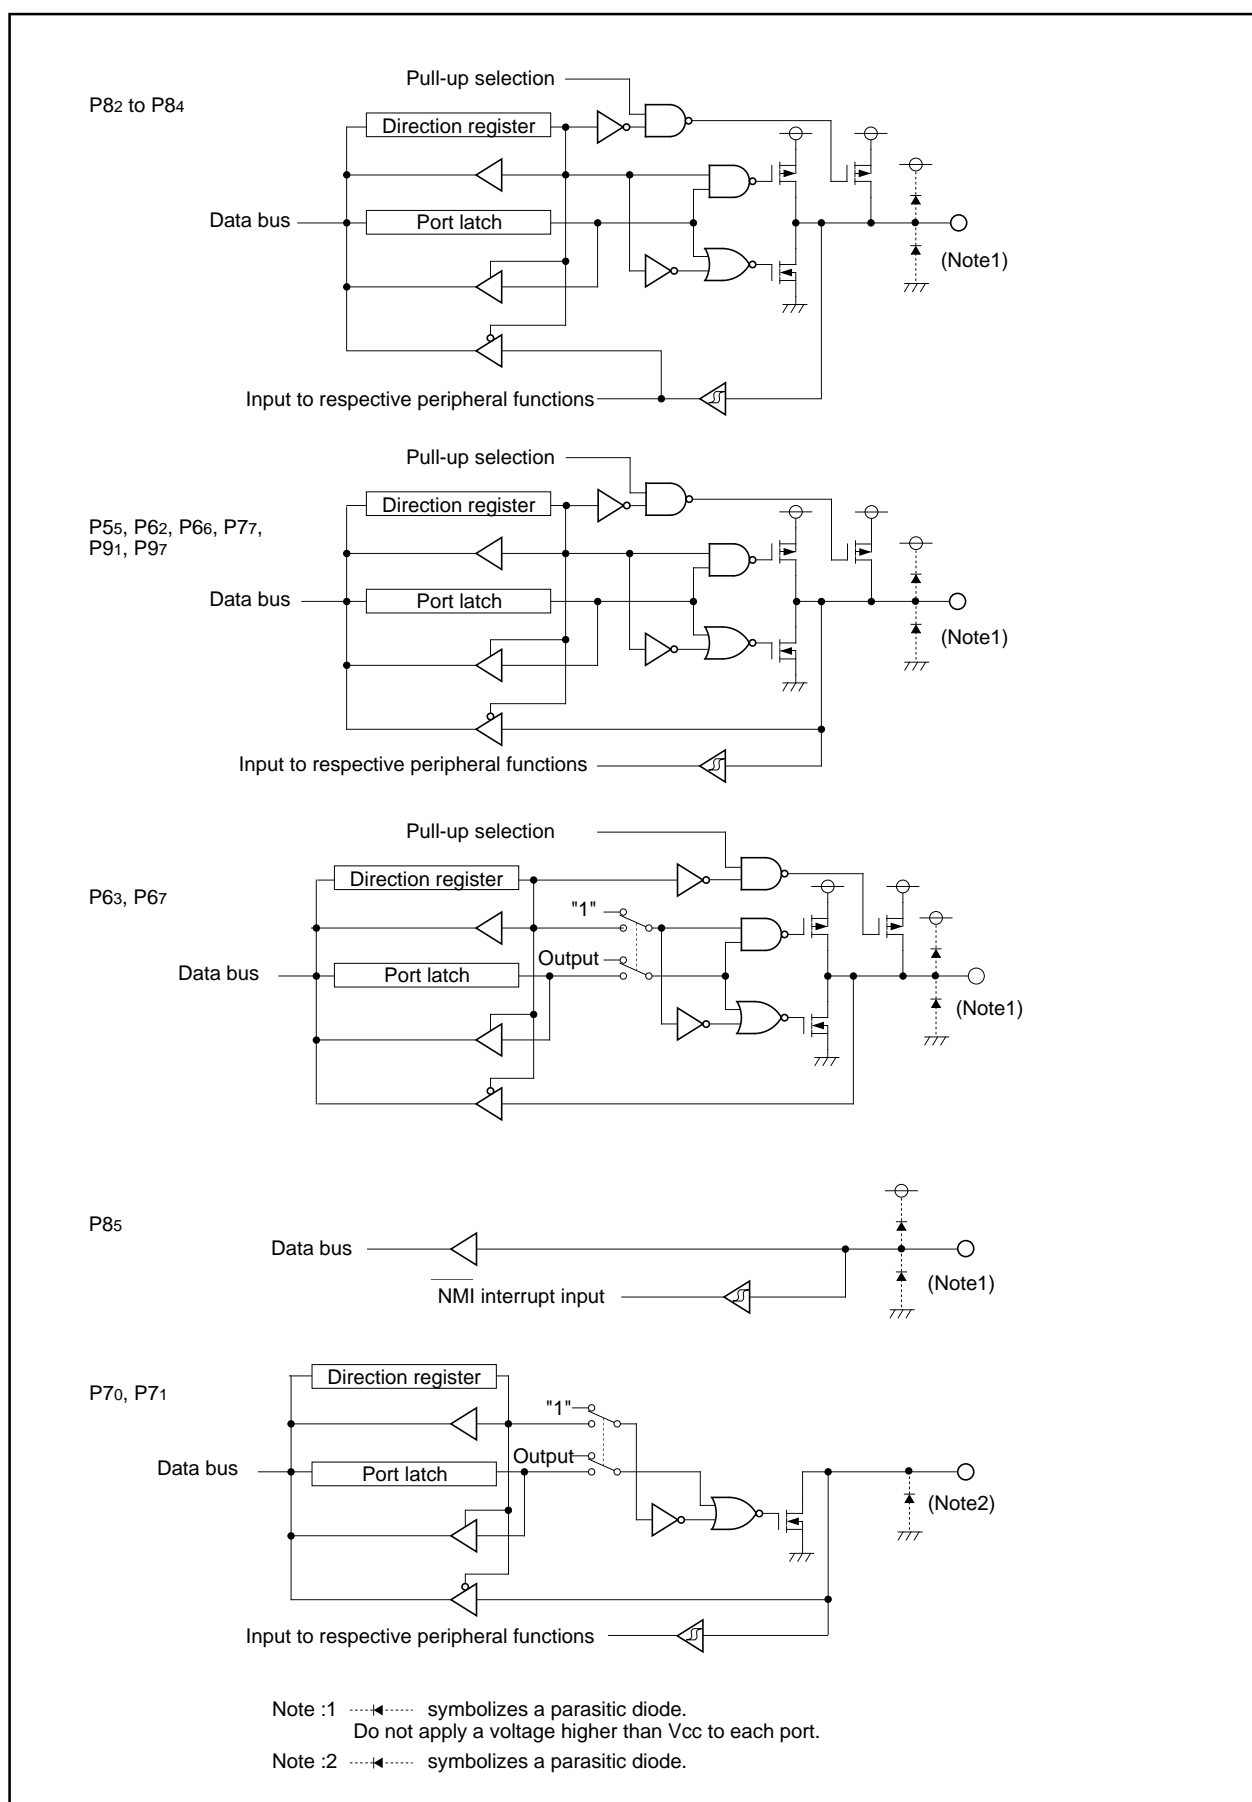 Pull-up selection
P82 to P84
Direction register
Data bus
Port latch
(Note1)
Input to respective peripheral functions
Pull-up selection
Direction register
P55, P62, P66, P77,
P91, P97
Data bus
Port latch
(Note1)
Input to respective peripheral functions
Pull-up selection
Direction register
P63, P67
"1"
Output
Data bus
Port latch
(Note1)
P85
Data bus
(Note1)
NMI interrupt input
Direction register
P70, P71
"1"
Output
Data bus
Port latch
(Note2)
Input to respective peripheral functions
Note :1 symbolizes a parasitic diode.
Do not apply a voltage higher than Vcc to each port.
Note :2 symbolizes a parasitic diode.